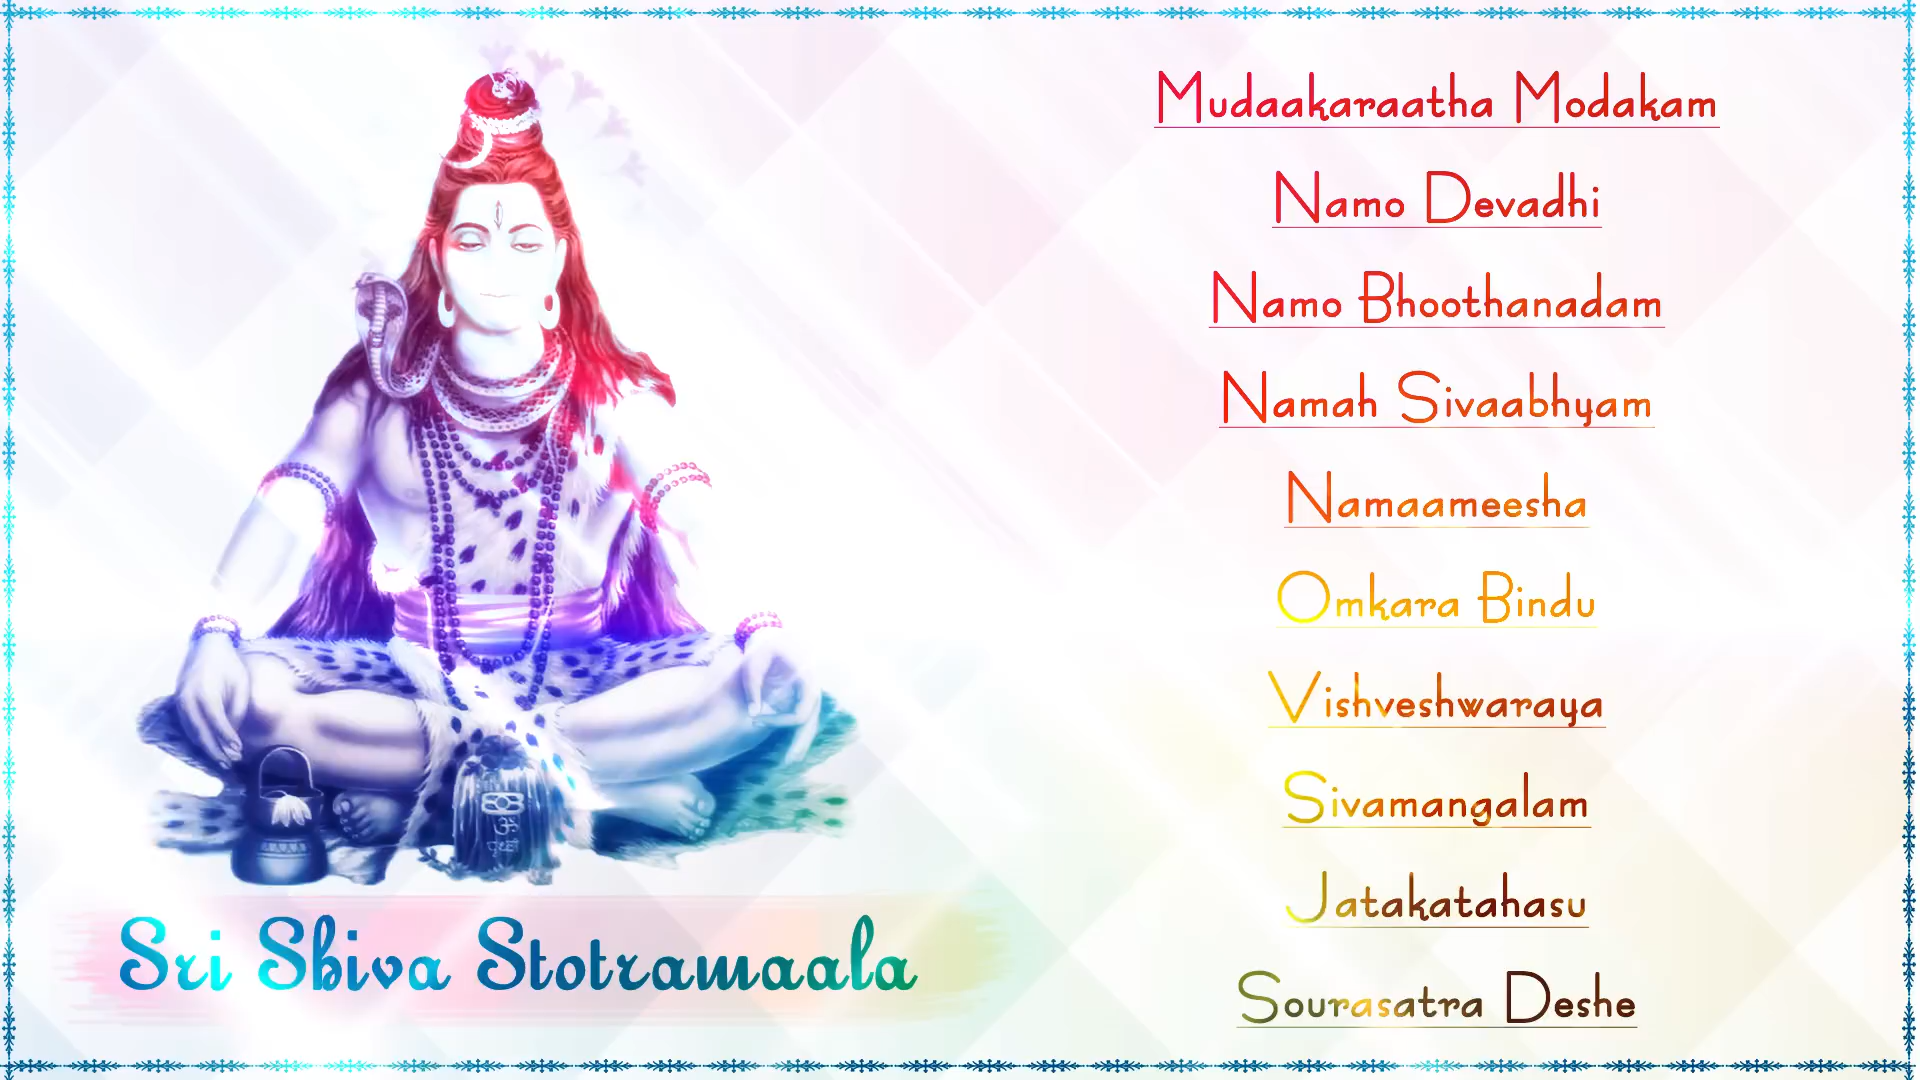 Mudaakaraatha Modakam
Namo Devadhi
Namo Bhoothanadam
Namah Sivaabhyam
Namaameesha
Omkara Bindu
Vishveshwaraya
Sivamangalam
Jatakatahasu
Sourasatra Deshe
ॐ
Sri Shiva Stotramaala